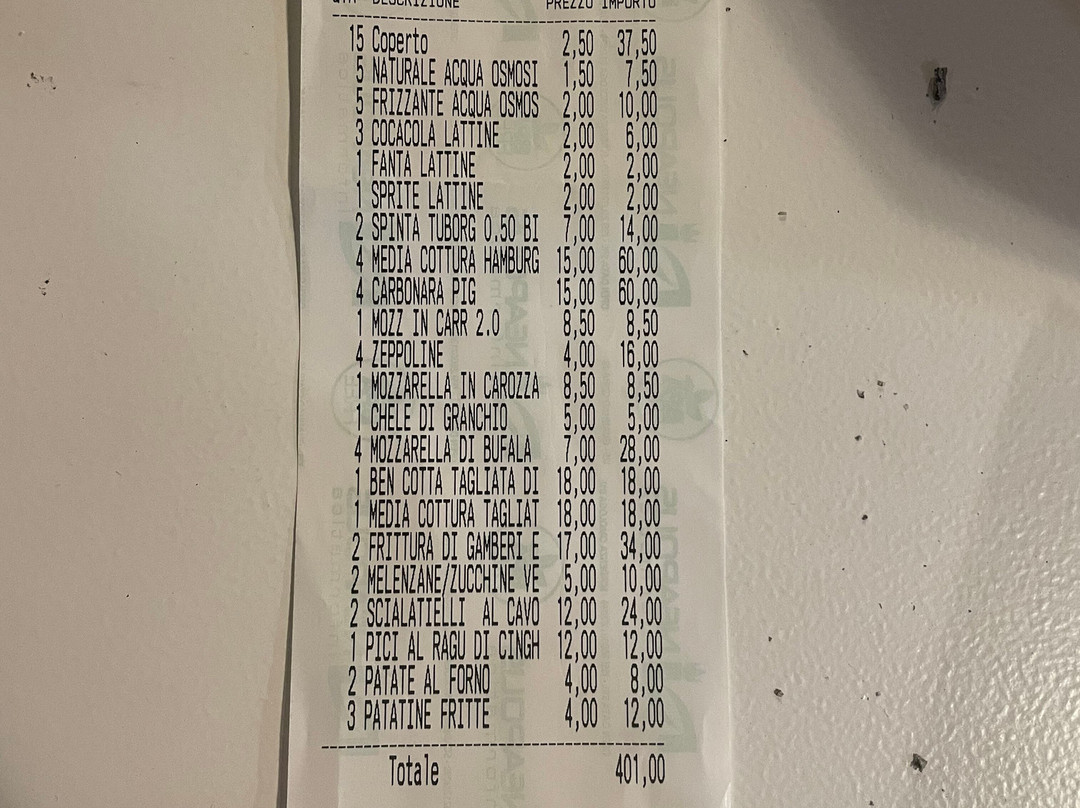 QTA DESCRIZIONE PREZZO IMPORTO
15 Coperto 2,50 37,50
5 NATURALE ACQUA OSMOSI 1,50 7,50
5 FRIZZANTE ACQUA OSMOS 2,00 10,00
3 COCACOLA LATTINE 2,00 6,00
1 FANTA LATTINE 2,00 2,00
1 SPRITE LATTINE 2,00 2,00
2 SPINTA TUBORG 0.50 BI 7,00 14,00
4 MEDIA COTTURA HAMBURG 15,00 60,00
4 CARBONARA PIG 15,00 60,00
1 MOZZ IN CARR 2.0 8,50 8,50
4 ZEPPOLINE 4,00 16,00
1 MOZZARELLA IN CAROZZA 8,50 8,50
1 CHELE DI GRANCHIO 5,00 5,00
4 MOZZARELLA DI BUFALA 7,00 28,00
1 BEN COTTA TAGLIATA DI 18,00 18,00
1 MEDIA COTTURA TAGLIAT 18,00 18,00
2 FRITTURA DI GAMBERI E 17,00 34,00
2 MELENZANE/ZUCCHINE VE 5,00 10,00
2 SCIALATIELLI AL CAVO 12,00 24,00
1 PICI AL RAGU DI CINGH 12,00 12,00
2 PATATE AL FORNO 4,00 8,00
3 PATATINE FRITTE 4,00 12,00
Totale 401,00